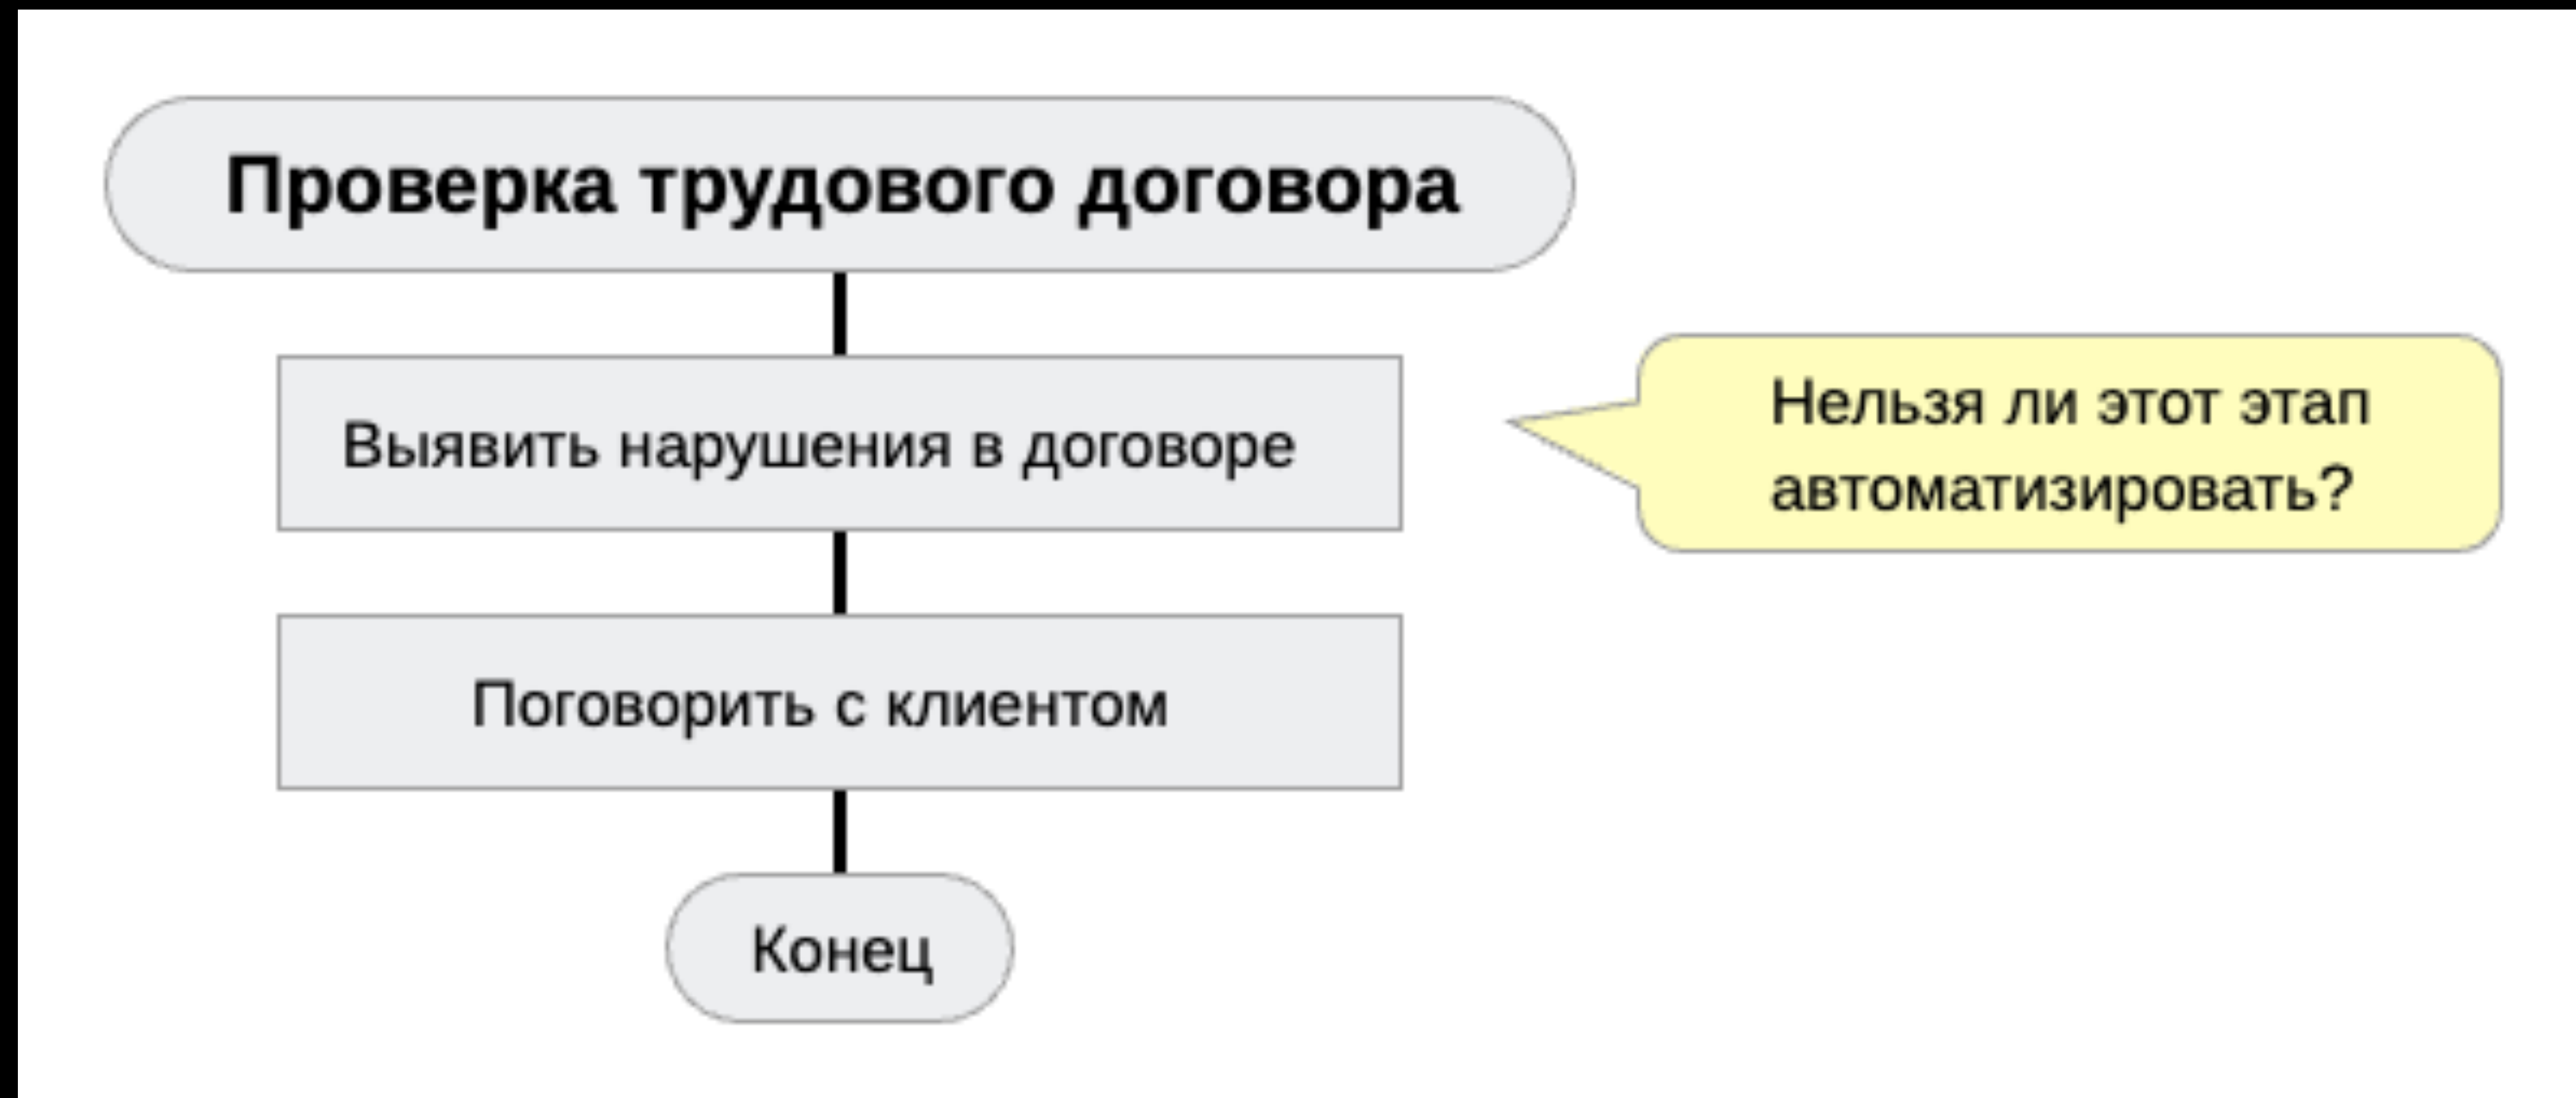 Проверка трудового договора
Выявить нарушения в договоре
Нельзя ли этот этап
автоматизировать?
Поговорить с клиентом
Конец